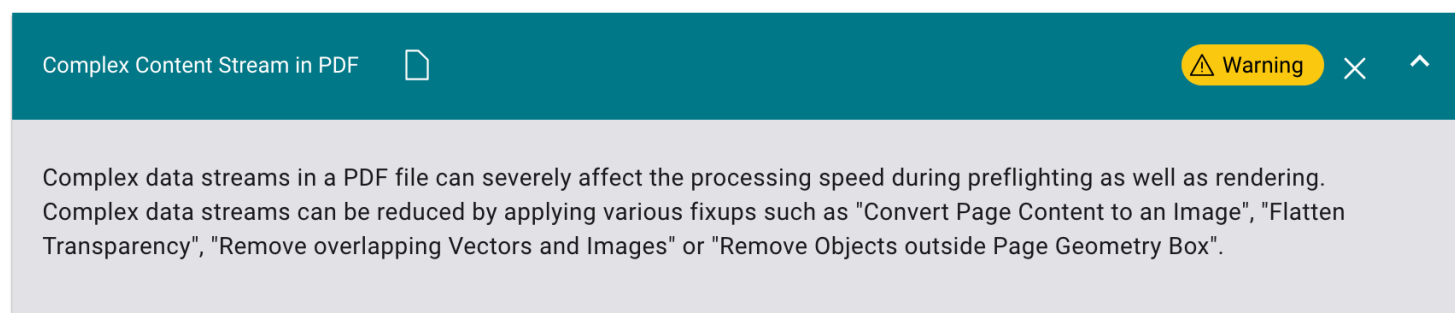 Complex Content Stream in PDF
Warning
Complex data streams in a PDF file can severely affect the processing speed during preflighting as well as rendering.
Complex data streams can be reduced by applying various fixups such as "Convert Page Content to an Image", "Flatten
Transparency", "Remove overlapping Vectors and Images" or "Remove Objects outside Page Geometry Box".